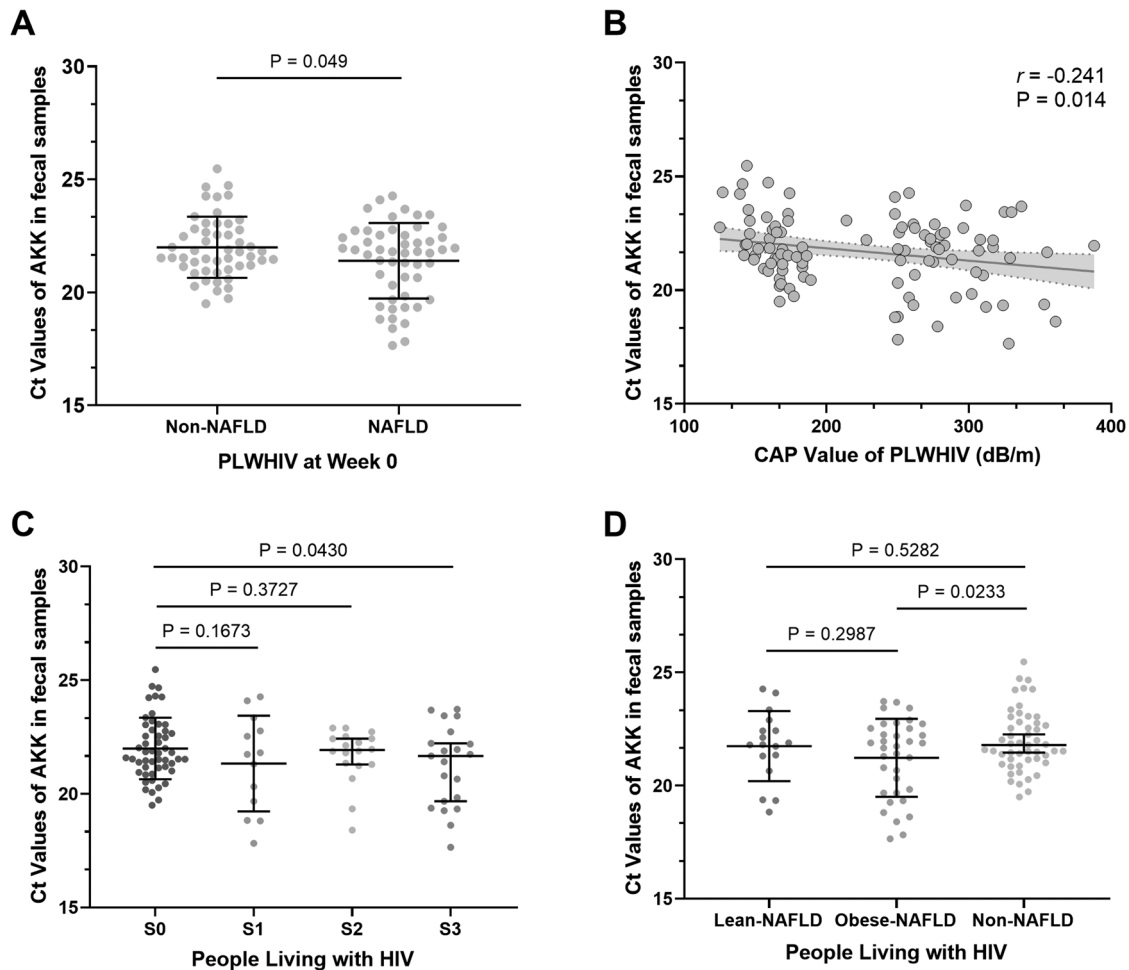 A
P = 0.049
Ct Values of AKK in fecal samples
30
25
20
15
Non-NAFLD NAFLD
PLWHIV at Week 0
B
r = -0.241
P = 0.014
Ct Values of AKK in fecal samples
30
25
20
15
100 200 300 400
CAP Value of PLWHIV (dB/m)
C
P = 0.0430
P = 0.3727
P = 0.1673
Ct Values of AKK in fecal samples
30
25
20
15
S0 S1 S2 S3
People Living with HIV
D
P = 0.5282
P = 0.0233
P = 0.2987
Ct Values of AKK in fecal samples
30
25
20
15
Lean-NAFLD Obese-NAFLD Non-NAFLD
People Living with HIV